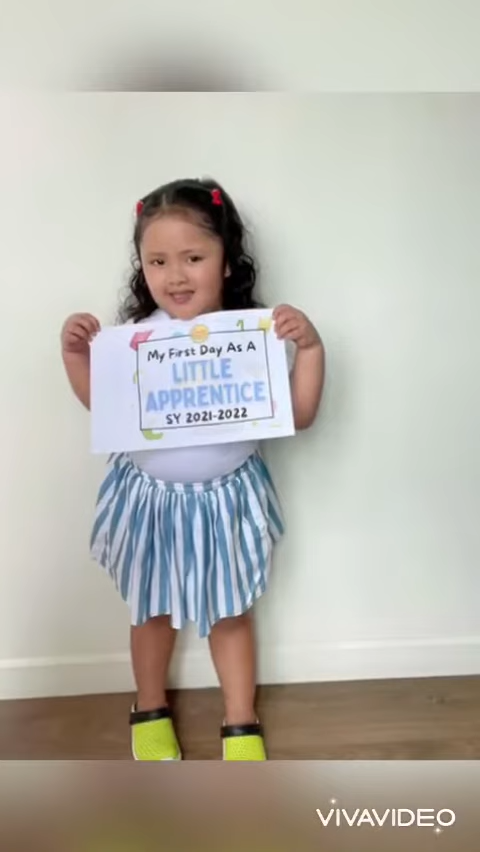 My First Day As A
LITTLE
APPRENTICE
SY 2021-2022
VIVAVIDEO